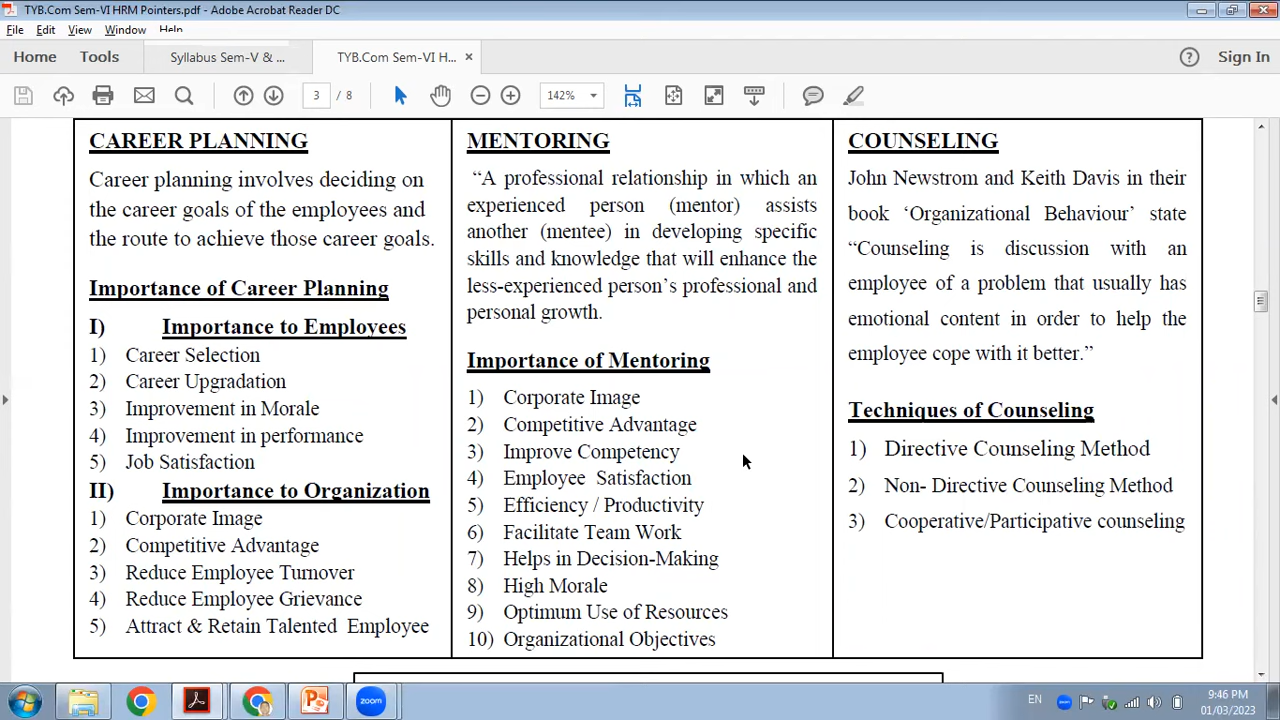 TYB.Com Sem-VI HRM Pointers.pdf - Adobe Acrobat Reader DC
File Edit View Window Help
Home Tools Syllabus Sem-V & ... TYB.Com Sem-VI H... × ? Sign In
3 / 8 142%
CAREER PLANNING
Career planning involves deciding on
the career goals of the employees and
the route to achieve those career goals.
Importance of Career Planning
I) Importance to Employees
1) Career Selection
2) Career Upgradation
3) Improvement in Morale
4) Improvement in performance
5) Job Satisfaction
II) Importance to Organization
1) Corporate Image
2) Competitive Advantage
3) Reduce Employee Turnover
4) Reduce Employee Grievance
5) Attract & Retain Talented Employee
MENTORING
“A professional relationship in which an
experienced person (mentor) assists
another (mentee) in developing specific
skills and knowledge that will enhance the
less-experienced person’s professional and
personal growth.
Importance of Mentoring
1) Corporate Image
2) Competitive Advantage
3) Improve Competency
4) Employee Satisfaction
5) Efficiency / Productivity
6) Facilitate Team Work
7) Helps in Decision-Making
8) High Morale
9) Optimum Use of Resources
10) Organizational Objectives
COUNSELING
John Newstrom and Keith Davis in their
book ‘Organizational Behaviour’ state
“Counseling is discussion with an
employee of a problem that usually has
emotional content in order to help the
employee cope with it better.”
Techniques of Counseling
1) Directive Counseling Method
2) Non- Directive Counseling Method
3) Cooperative/Participative counseling
EN
9:46 PM
01/03/2023